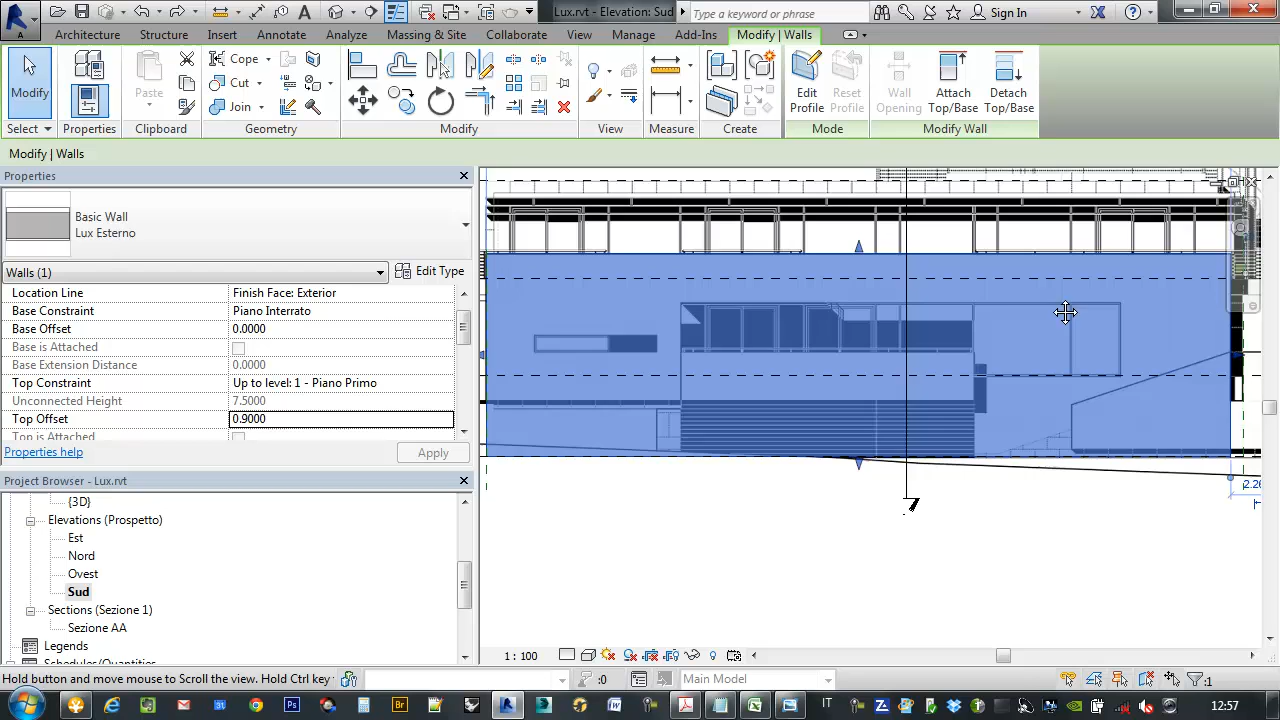 Lux.rvt - Elevation: Sud
Type a keyword or phrase
Sign In
Architecture
Structure
Insert
Annotate
Analyze
Massing & Site
Collaborate
View
Manage
Add-Ins
Modify | Walls
Modify
Paste
Cope
Cut
Join
Edit
Profile
Reset
Profile
Wall
Opening
Attach
Top/Base
Detach
Top/Base
Select
Properties
Clipboard
Geometry
Modify
View
Measure
Create
Mode
Modify Wall
Modify | Walls
Properties
Basic Wall
Lux Esterno
Walls (1)
Edit Type
Location Line
Finish Face: Exterior
Base Constraint
Piano Interrato
Base Offset
0.0000
Base is Attached
Base Extension Distance
0.0000
Top Constraint
Up to level: 1 - Piano Primo
Unconnected Height
7.5000
Top Offset
0.9000
Top is Attached
Properties help
Apply
Project Browser - Lux.rvt
{3D}
Elevations (Prospetto)
Est
Nord
Ovest
Sud
Sections (Sezione 1)
Sezione AA
Legends
Schedules/Quantities
1 : 100
Hold button and move mouse to Scroll the view. Hold Ctrl key
:0
Main Model
:1
IT
12:57